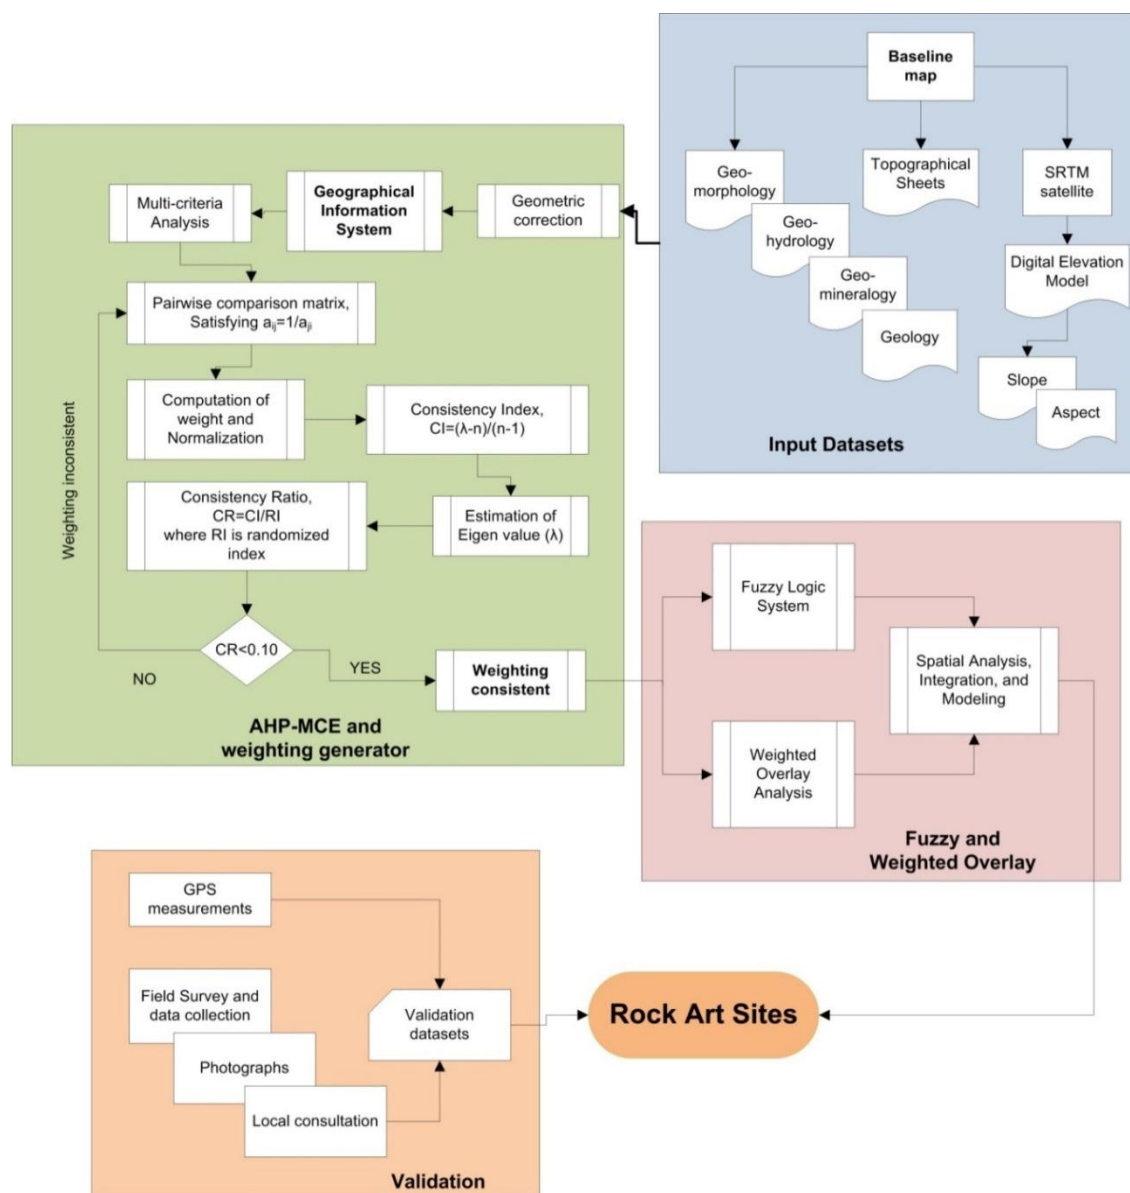 Baseline
map
Geo-
morphology
Geo-
hydrology
Geo-
mineralogy
Geology
Topographical
Sheets
SRTM
satellite
Digital Elevation
Model
Slope
Aspect
Input Datasets
Multi-criteria
Analysis
Geographical
Information
System
Geometric
correction
Pairwise comparison matrix,
Satisfying aij=1/aji
Computation of
weight and
Normalization
Consistency Index,
CI=(λ-n)/(n-1)
Weighting inconsistent
Consistency Ratio,
CR=CI/RI
where RI is randomized
index
Estimation of
Eigen value (λ)
CR<0.10
NO
YES
Weighting
consistent
AHP-MCE and
weighting generator
Fuzzy Logic
System
Spatial Analysis,
Integration, and
Modeling
Weighted
Overlay
Analysis
Fuzzy and
Weighted Overlay
GPS
measurements
Field Survey and
data collection
Photographs
Local consultation
Validation
datasets
Validation
Rock Art Sites